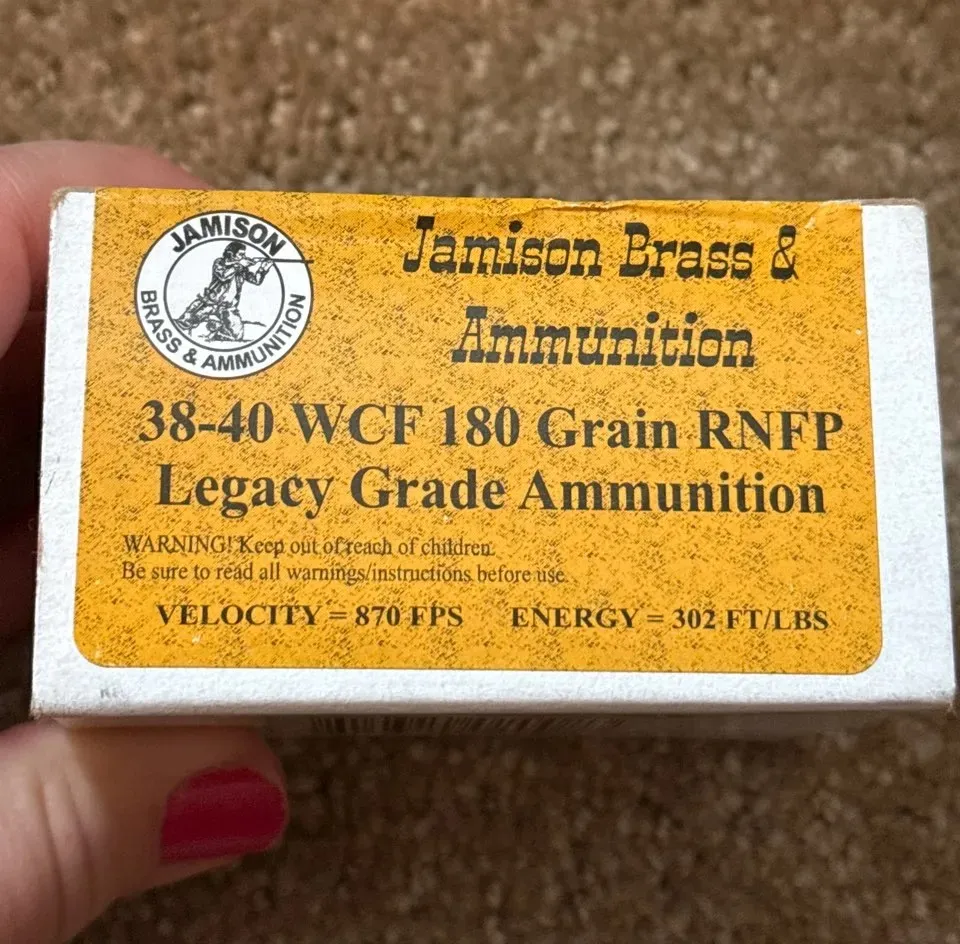 JAMISON
BRASS & AMMUNITION
Jamison Brass &
Ammunition
38-40 WCF 180 Grain RNFP
Legacy Grade Ammunition
WARNING! Keep out of reach of children.
Be sure to read all warnings/instructions before use.
VELOCITY = 870 FPS ENERGY = 302 FT/LBS